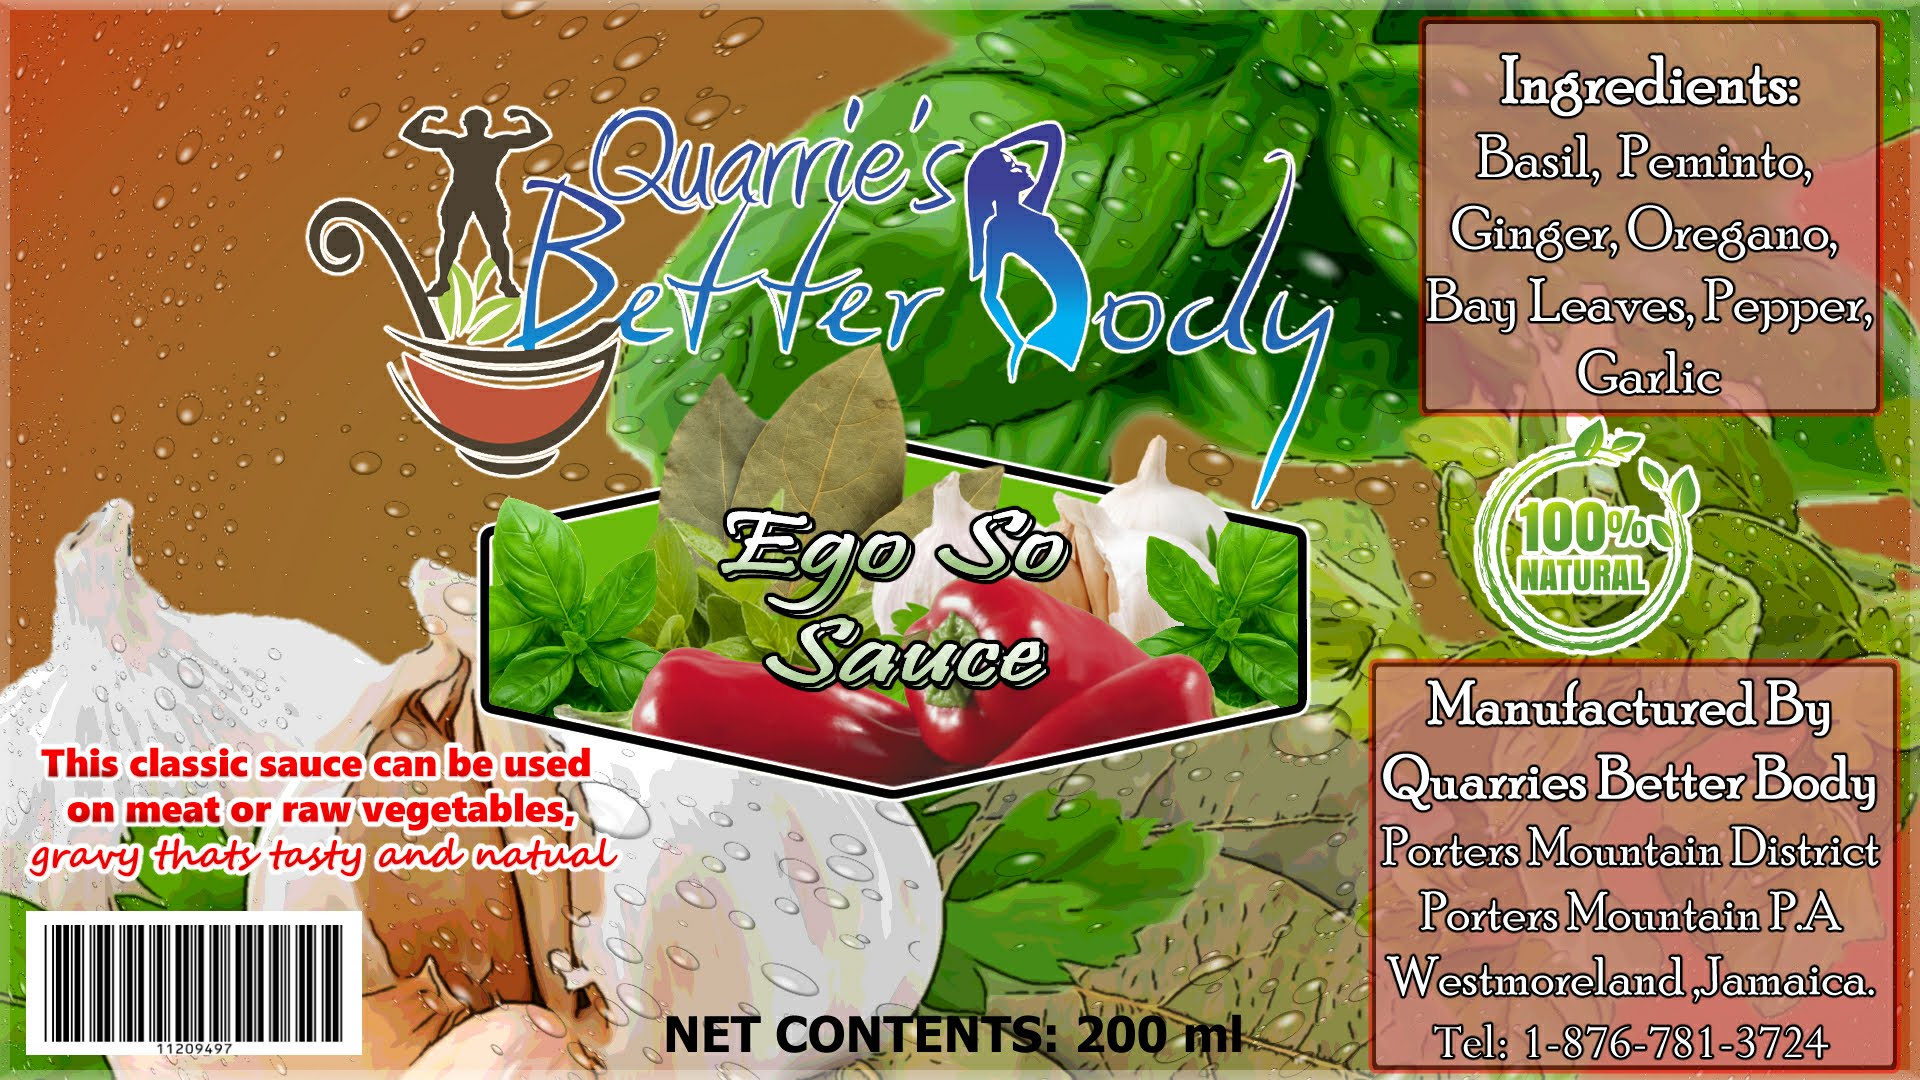 Quarrie's
Better Body
Ego So
Sauce
Ingredients:
Basil, Peminto,
Ginger, Oregano,
Bay Leaves, Pepper,
Garlic
100%
NATURAL
This classic sauce can be used
on meat or raw vegetables,
gravy thats tasty and natual
11209497
NET CONTENTS: 200 ml
Manufactured By
Quarries Better Body
Porters Mountain District
Porters Mountain P.A
Westmoreland ,Jamaica.
Tel: 1-876-781-3724